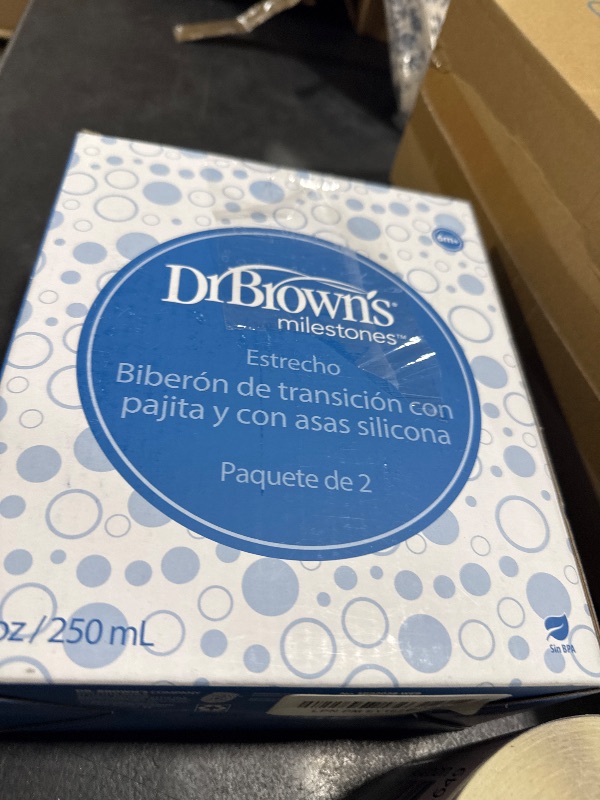 6m+
DrBrown's®
milestones™
Estrecho
Biberón de transición con
pajita y con asas silicona
Paquete de 2
oz/250 mL
Sin BPA